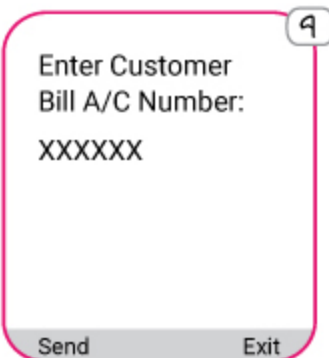 9
Enter Customer
Bill A/C Number:
XXXXXX
Send Exit